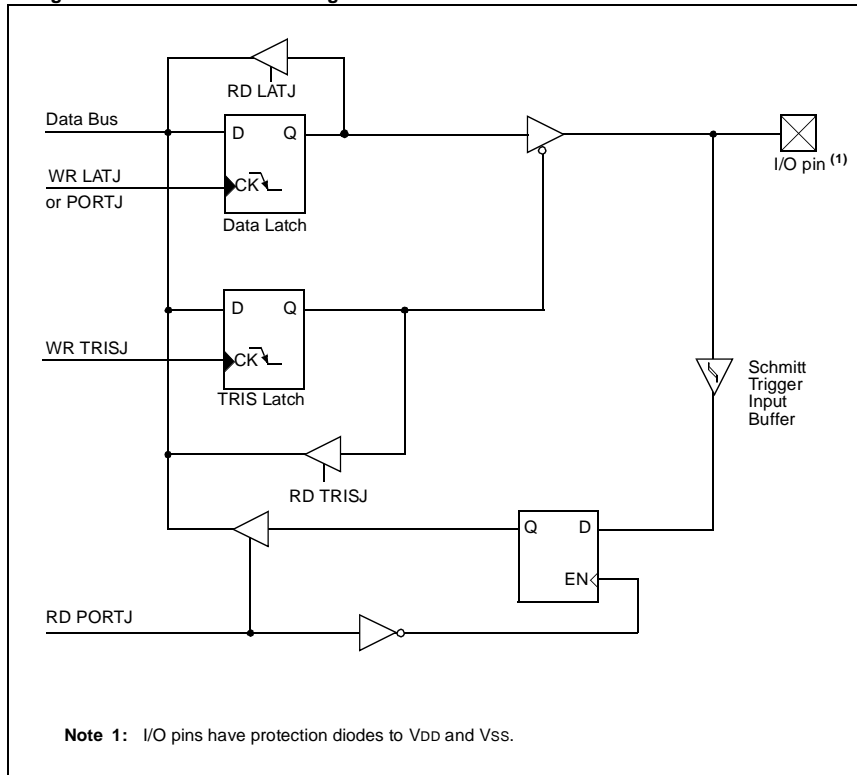 RD LATJ
Data Bus
D Q
I/O pin (1)
WR LATJ
or PORTJ
CK
Data Latch
D Q
WR TRISJ
CK
TRIS Latch
Schmitt
Trigger
Input
Buffer
RD TRISJ
Q D
EN
RD PORTJ
Note 1: I/O pins have protection diodes to VDD and VSS.